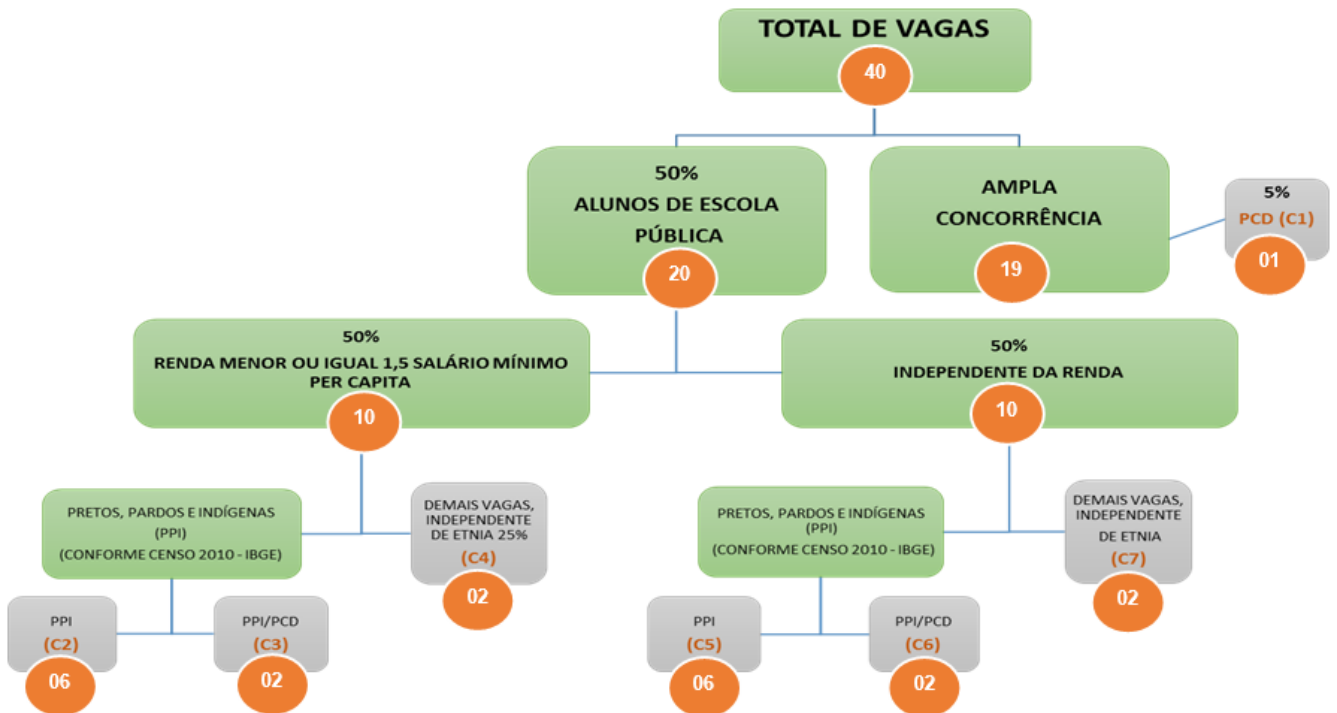 TOTAL DE VAGAS
40
50%
ALUNOS DE ESCOLA
PÚBLICA
20
AMPLA
CONCORRÊNCIA
19
5%
PCD (C1)
01
50%
RENDA MENOR OU IGUAL 1,5 SALÁRIO MÍNIMO
PER CAPITA
10
50%
INDEPENDENTE DA RENDA
10
PRETOS, PARDOS E INDÍGENAS
(PPI)
(CONFORME CENSO 2010 - IBGE)
DEMAIS VAGAS,
INDEPENDENTE
DE ETNIA 25%
(C4)
02
PPI
(C2)
06
PPI/PCD
(C3)
02
PRETOS, PARDOS E INDÍGENAS
(PPI)
(CONFORME CENSO 2010 - IBGE)
DEMAIS VAGAS,
INDEPENDENTE
DE ETNIA
(C7)
02
PPI
(C5)
06
PPI/PCD
(C6)
02